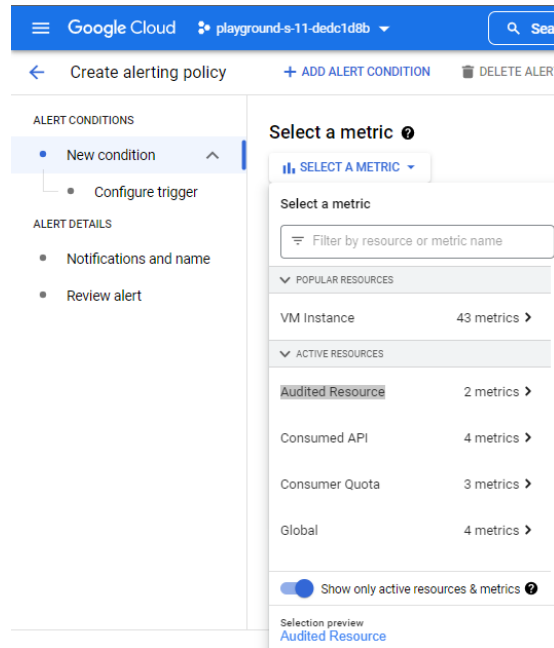 Google Cloud playground-s-11-dedc1d8b Sea
Create alerting policy + ADD ALERT CONDITION DELETE ALER
ALERT CONDITIONS
New condition
Configure trigger
ALERT DETAILS
Notifications and name
Review alert
Select a metric ?
SELECT A METRIC
Select a metric
Filter by resource or metric name
POPULAR RESOURCES
VM Instance 43 metrics
ACTIVE RESOURCES
Audited Resource 2 metrics
Consumed API 4 metrics
Consumer Quota 3 metrics
Global 4 metrics
Show only active resources & metrics ?
Selection preview
Audited Resource